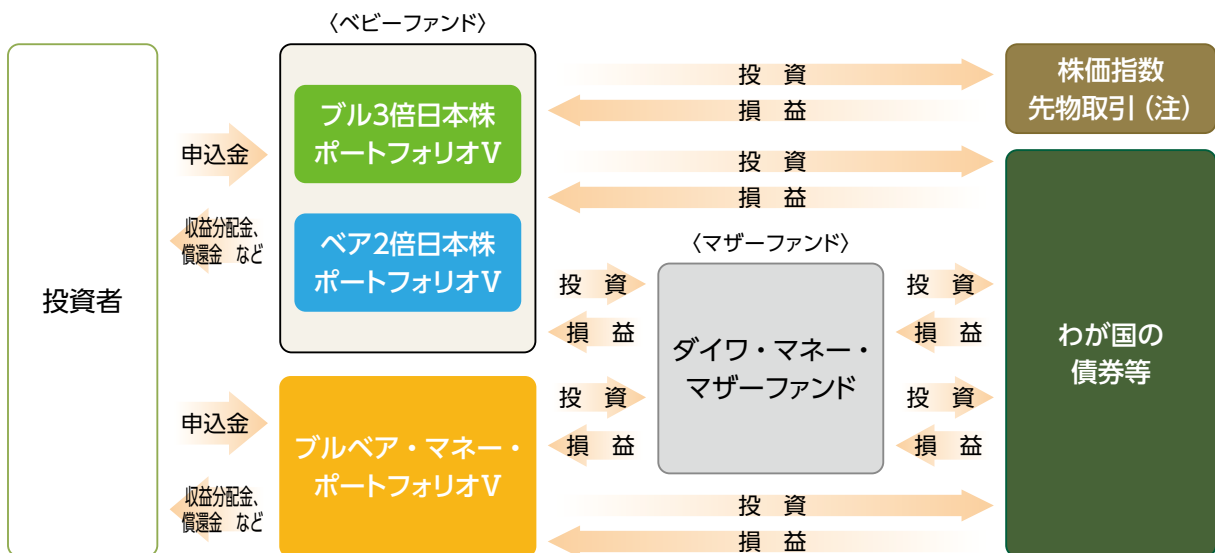 〈ベビーファンド〉
投資者
申込金
収益分配金、
償還金 など
ブル3倍日本株
ポートフォリオⅤ
ベア2倍日本株
ポートフォリオⅤ
投 資
損 益
株価指数
先物取引（注）
投 資
損 益
〈マザーファンド〉
投 資
損 益
ダイワ・マネー・
マザーファンド
投 資
損 益
わが国の
債券等
申込金
収益分配金、
償還金 など
ブルベア・マネー・
ポートフォリオⅤ
投 資
損 益
投 資
損 益
投 資
損 益